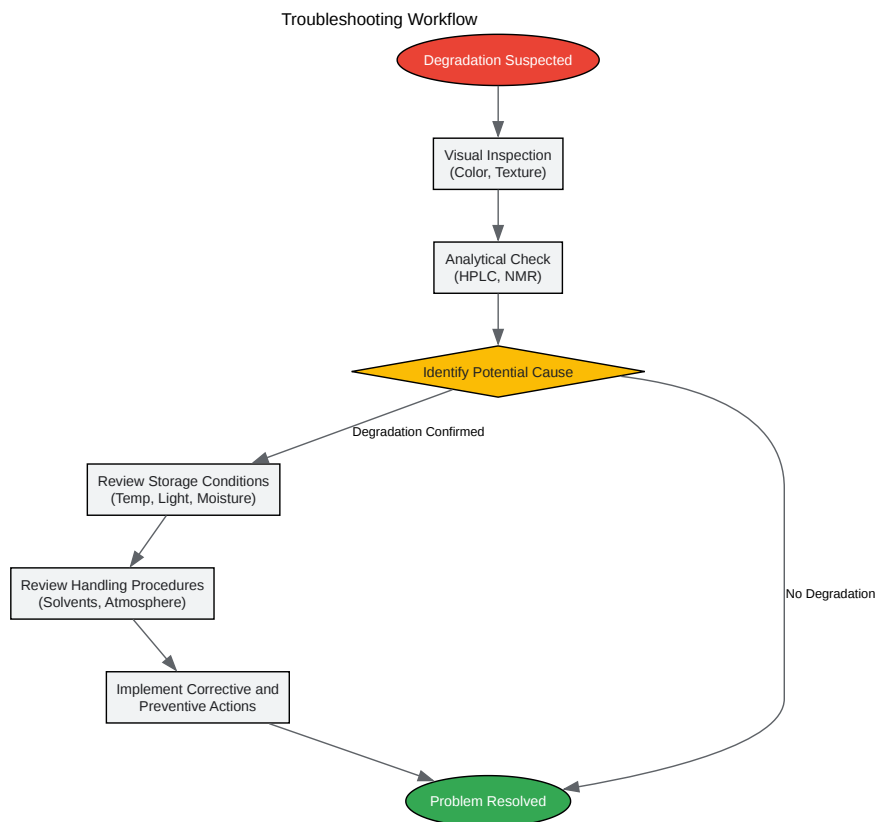 Troubleshooting Workflow
Degradation Suspected
Visual Inspection
(Color, Texture)
Analytical Check
(HPLC, NMR)
Identify Potential Cause
Degradation Confirmed
Review Storage Conditions
(Temp, Light, Moisture)
Review Handling Procedures
(Solvents, Atmosphere)
No Degradation
Implement Corrective and
Preventive Actions
Problem Resolved